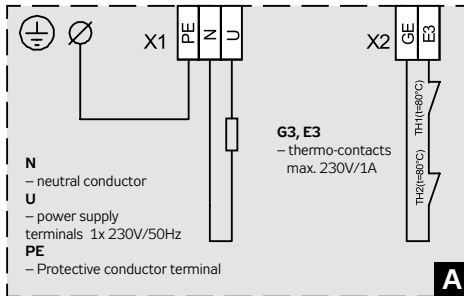 X1
PE
N
U
X2
GE
E3
TH1(t=80°C)
TH2(t=80°C)
G3, E3
– thermo-contacts
max. 230V/1A
N
– neutral conductor
U
– power supply
terminals 1x 230V/50Hz
PE
– Protective conductor terminal
A